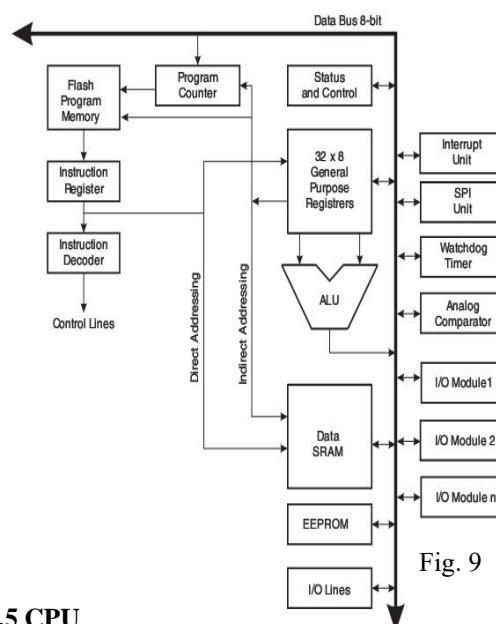 Data Bus 8-bit
Flash
Program
Memory
Program
Counter
Status
and Control
Instruction
Register
32 x 8
General
Purpose
Registrers
Interrupt
Unit
SPI
Unit
Instruction
Decoder
Watchdog
Timer
ALU
Analog
Comparator
Control Lines
Direct Addressing
Indirect Addressing
I/O Module1
Data
SRAM
I/O Module 2
I/O Module n
EEPROM
Fig. 9
I/O Lines
.5 CPU